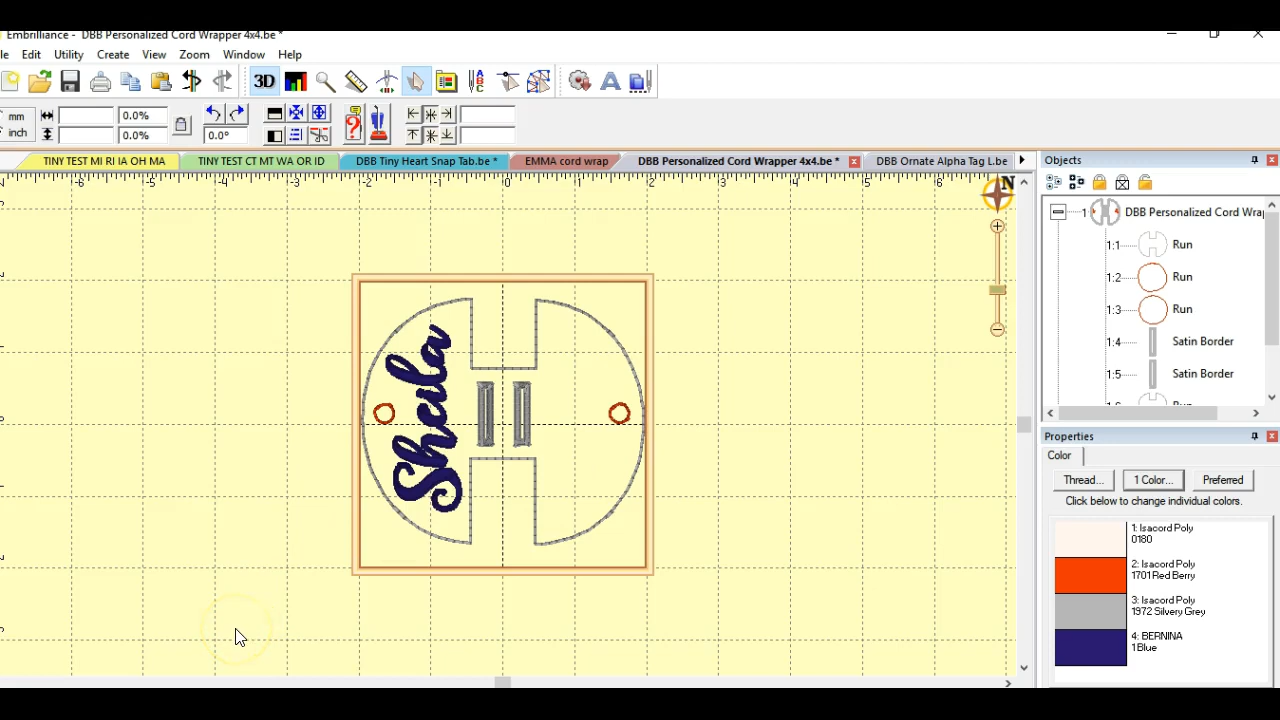 Embrilliance - DBB Personalized Cord Wrapper 4x4.be *
le Edit Utility Create View Zoom Window Help
3D ABC A
mm 0.0%
inch 0.0% 0.0°
TINY TEST MI RI IA OH MA TINY TEST CT MT WA OR ID DBB Tiny Heart Snap Tab.be * EMMA cord wrap DBB Personalized Cord Wrapper 4x4.be * DBB Ornate Alpha Tag L.be Objects
-6 -5 -4 -3 -2 -1 0 1 2 3 4 5 6
N
1 DBB Personalized Cord Wrap
1:1 Run
1:2 Run
1:3 Run
1:4 Satin Border
1:5 Satin Border
Sheila
Properties
Color
Thread... 1 Color... Preferred
Click below to change individual colors.
1: Isacord Poly
0180
2: Isacord Poly
1701 Red Berry
3: Isacord Poly
1972 Silvery Grey
4: BERNINA
1 Blue